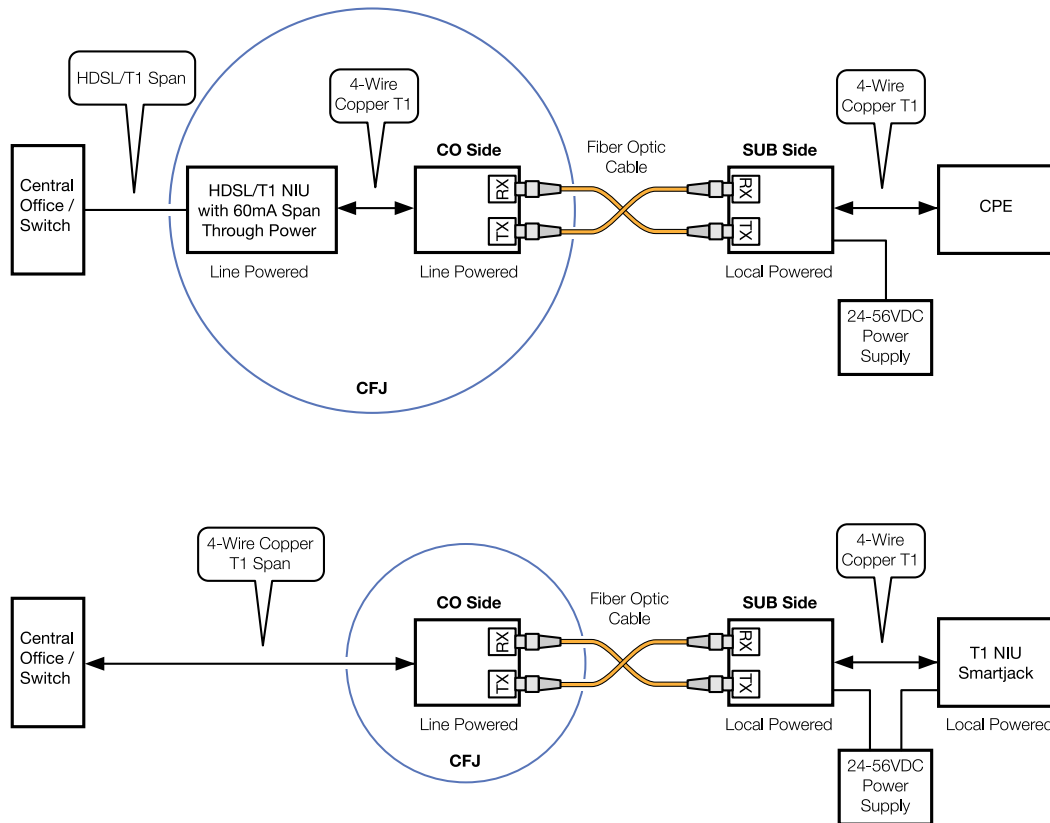 HDSL/T1 Span
4-Wire
Copper T1
4-Wire
Copper T1
CO Side
Fiber Optic
Cable
SUB Side
Central
Office /
Switch
HDSL/T1 NIU
with 60mA Span
Through Power
RX
TX
RX
TX
CPE
Line Powered
Line Powered
Local Powered
24-56VDC
Power
Supply
CFJ
4-Wire Copper
T1 Span
4-Wire
Copper T1
CO Side
Fiber Optic
Cable
SUB Side
Central
Office /
Switch
RX
TX
RX
TX
T1 NIU
Smartjack
Line Powered
Local Powered
Local Powered
CFJ
24-56VDC
Power
Supply